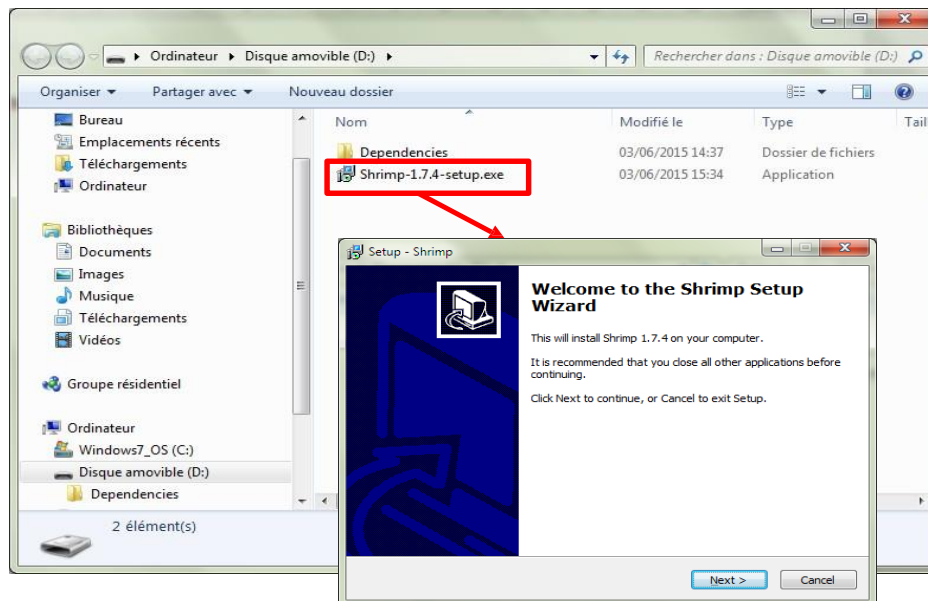 Ordinateur Disque amovible (D:)
Rechercher dans : Disque amovible (D:)
Organiser Partager avec Nouveau dossier
Bureau
Emplacements récents
Téléchargements
Ordinateur
Bibliothèques
Documents
Images
Musique
Téléchargements
Vidéos
Groupe résidentiel
Ordinateur
Windows7_OS (C:)
Disque amovible (D:)
Dependencies
2 élément(s)
Nom Modifié le Type Tail
Dependencies 03/06/2015 14:37 Dossier de fichiers
Shrimp-1.7.4-setup.exe 03/06/2015 15:34 Application
Setup - Shrimp
Welcome to the Shrimp Setup
Wizard
This will install Shrimp 1.7.4 on your computer.
It is recommended that you close all other applications before
continuing.
Click Next to continue, or Cancel to exit Setup.
Next > Cancel